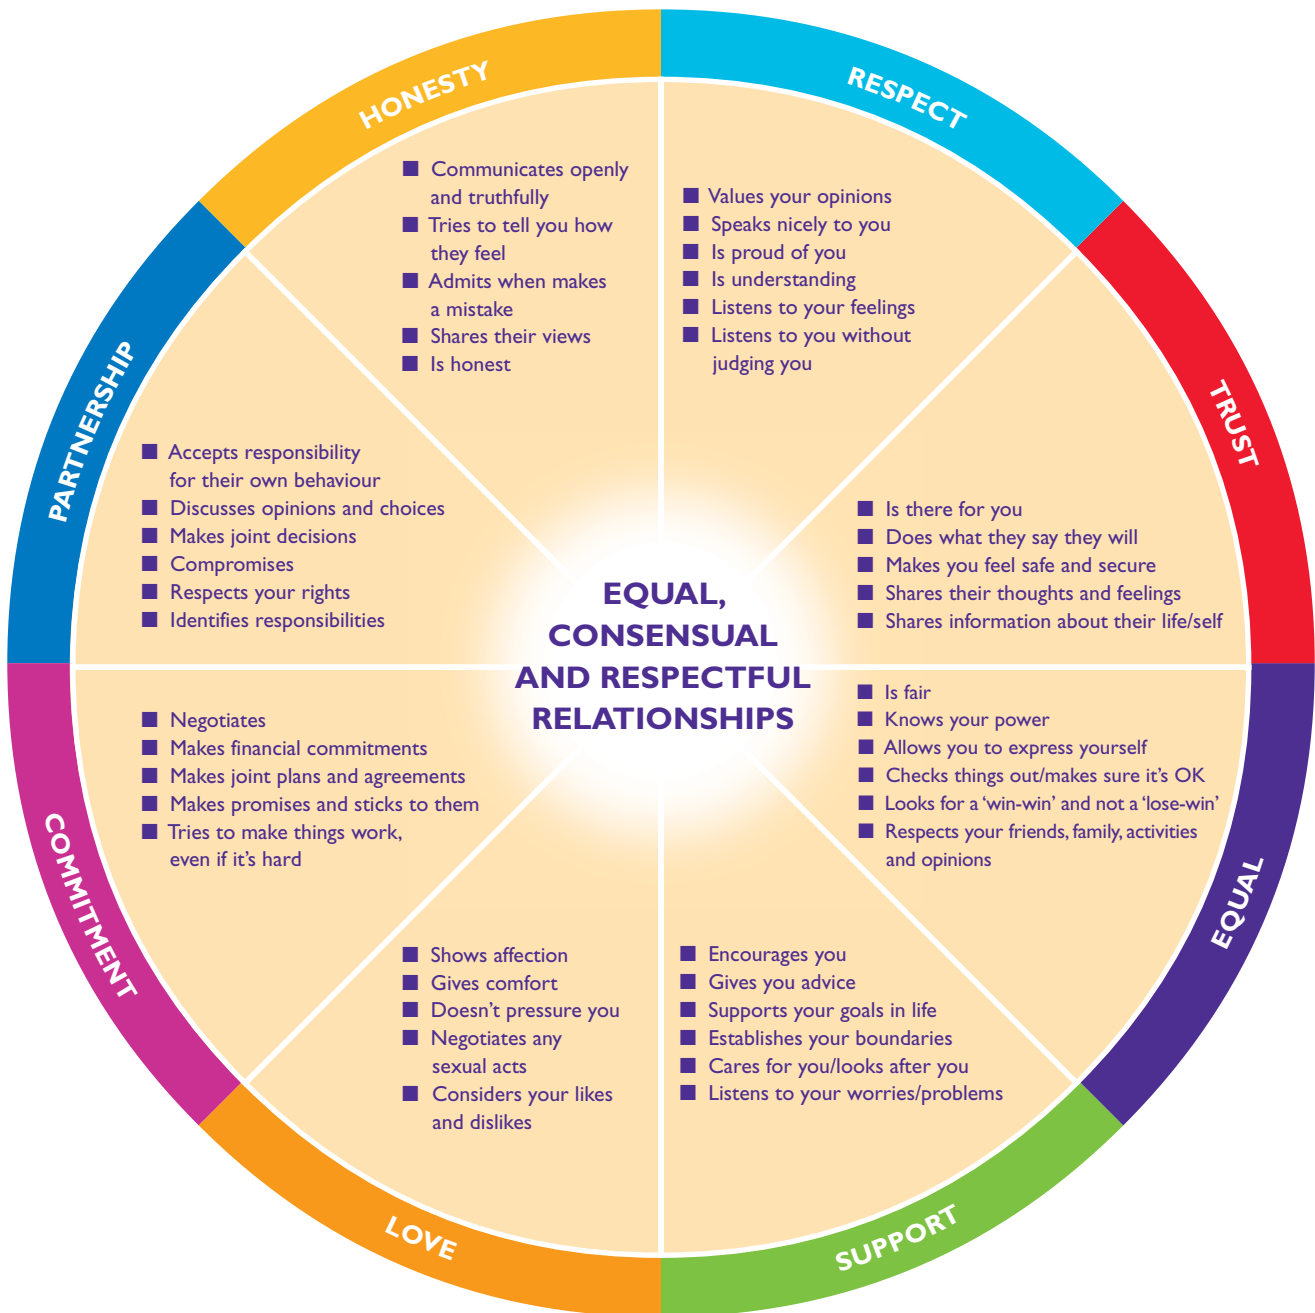 HONESTY
■ Communicates openly
and truthfully
■ Tries to tell you how
they feel
■ Admits when makes
a mistake
■ Shares their views
■ Is honest
RESPECT
■ Values your opinions
■ Speaks nicely to you
■ Is proud of you
■ Is understanding
■ Listens to your feelings
■ Listens to you without
judging you
TRUST
■ Is there for you
■ Does what they say they will
■ Makes you feel safe and secure
■ Shares their thoughts and feelings
■ Shares information about their life/self
EQUAL
■ Is fair
■ Knows your power
■ Allows you to express yourself
■ Checks things out/makes sure it’s OK
■ Looks for a ‘win-win’ and not a ‘lose-win’
■ Respects your friends, family, activities
and opinions
SUPPORT
■ Encourages you
■ Gives you advice
■ Supports your goals in life
■ Establishes your boundaries
■ Cares for you/looks after you
■ Listens to your worries/problems
LOVE
■ Shows affection
■ Gives comfort
■ Doesn’t pressure you
■ Negotiates any
sexual acts
■ Considers your likes
and dislikes
COMMITMENT
■ Negotiates
■ Makes financial commitments
■ Makes joint plans and agreements
■ Makes promises and sticks to them
■ Tries to make things work,
even if it’s hard
PARTNERSHIP
■ Accepts responsibility
for their own behaviour
■ Discusses opinions and choices
■ Makes joint decisions
■ Compromises
■ Respects your rights
■ Identifies responsibilities
EQUAL,
CONSENSUAL
AND RESPECTFUL
RELATIONSHIPS